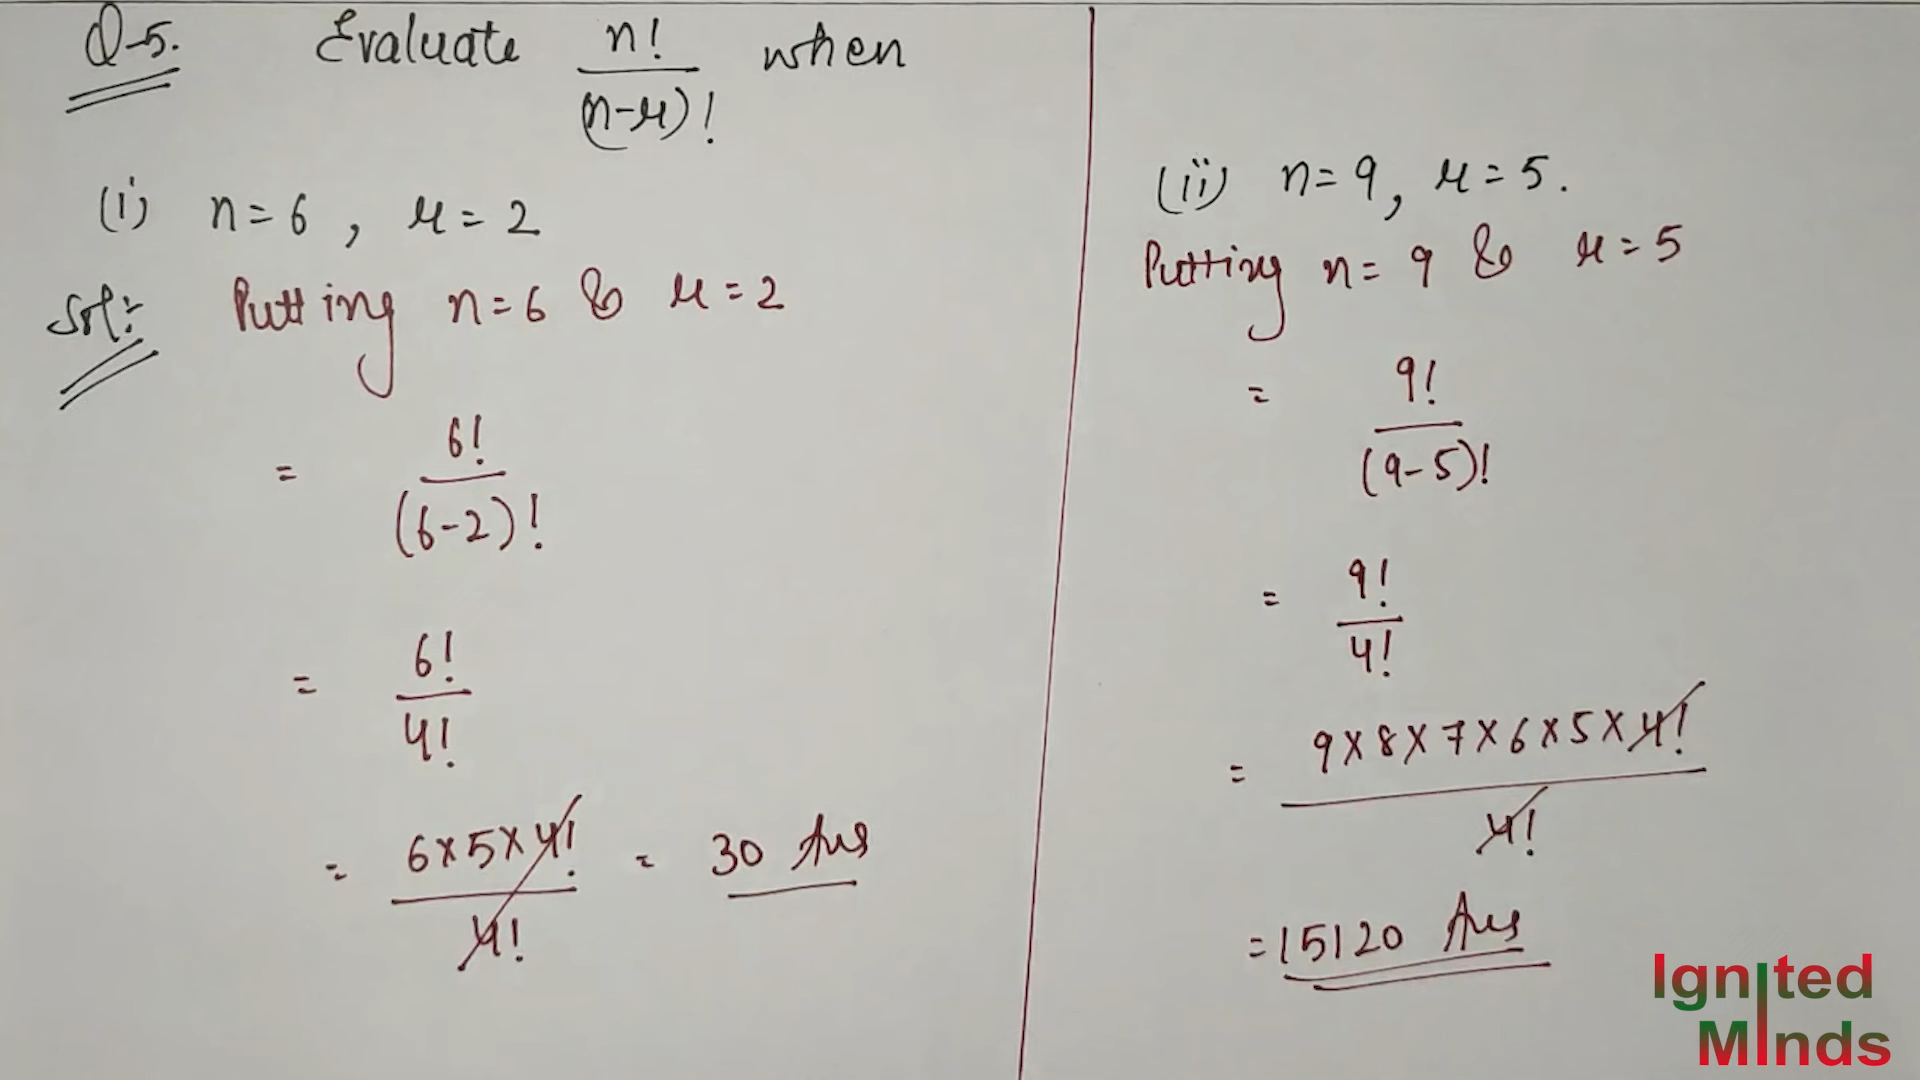 Q-5. Evaluate n!/(n-r)! when
(i) n=6, r=2
Sol:- Putting n=6 & r=2
= 6!/(6-2)!
= 6!/4!
= 6×5×4!/4! = 30 Ans
(ii) n=9, r=5.
Putting n=9 & r=5
= 9!/(9-5)!
= 9!/4!
= 9×8×7×6×5×4!/4!
=15120 Ans
Ignited
Minds